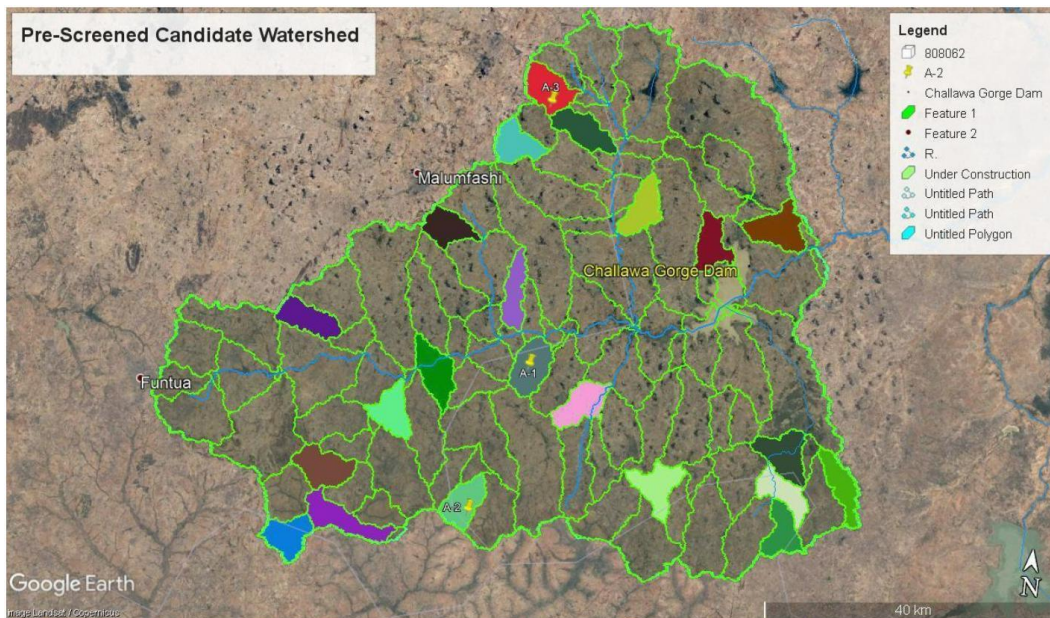 Pre-Screened Candidate Watershed
Legend
808062
A-2
Challawa Gorge Dam
Feature 1
Feature 2
R.
Under Construction
Untitled Path
Untitled Path
Untitled Polygon
A-3
Malumfashi
Challawa Gorge Dam
A-1
Funtua
A-2
Google Earth
Image Landsat / Copernicus
40 km
N